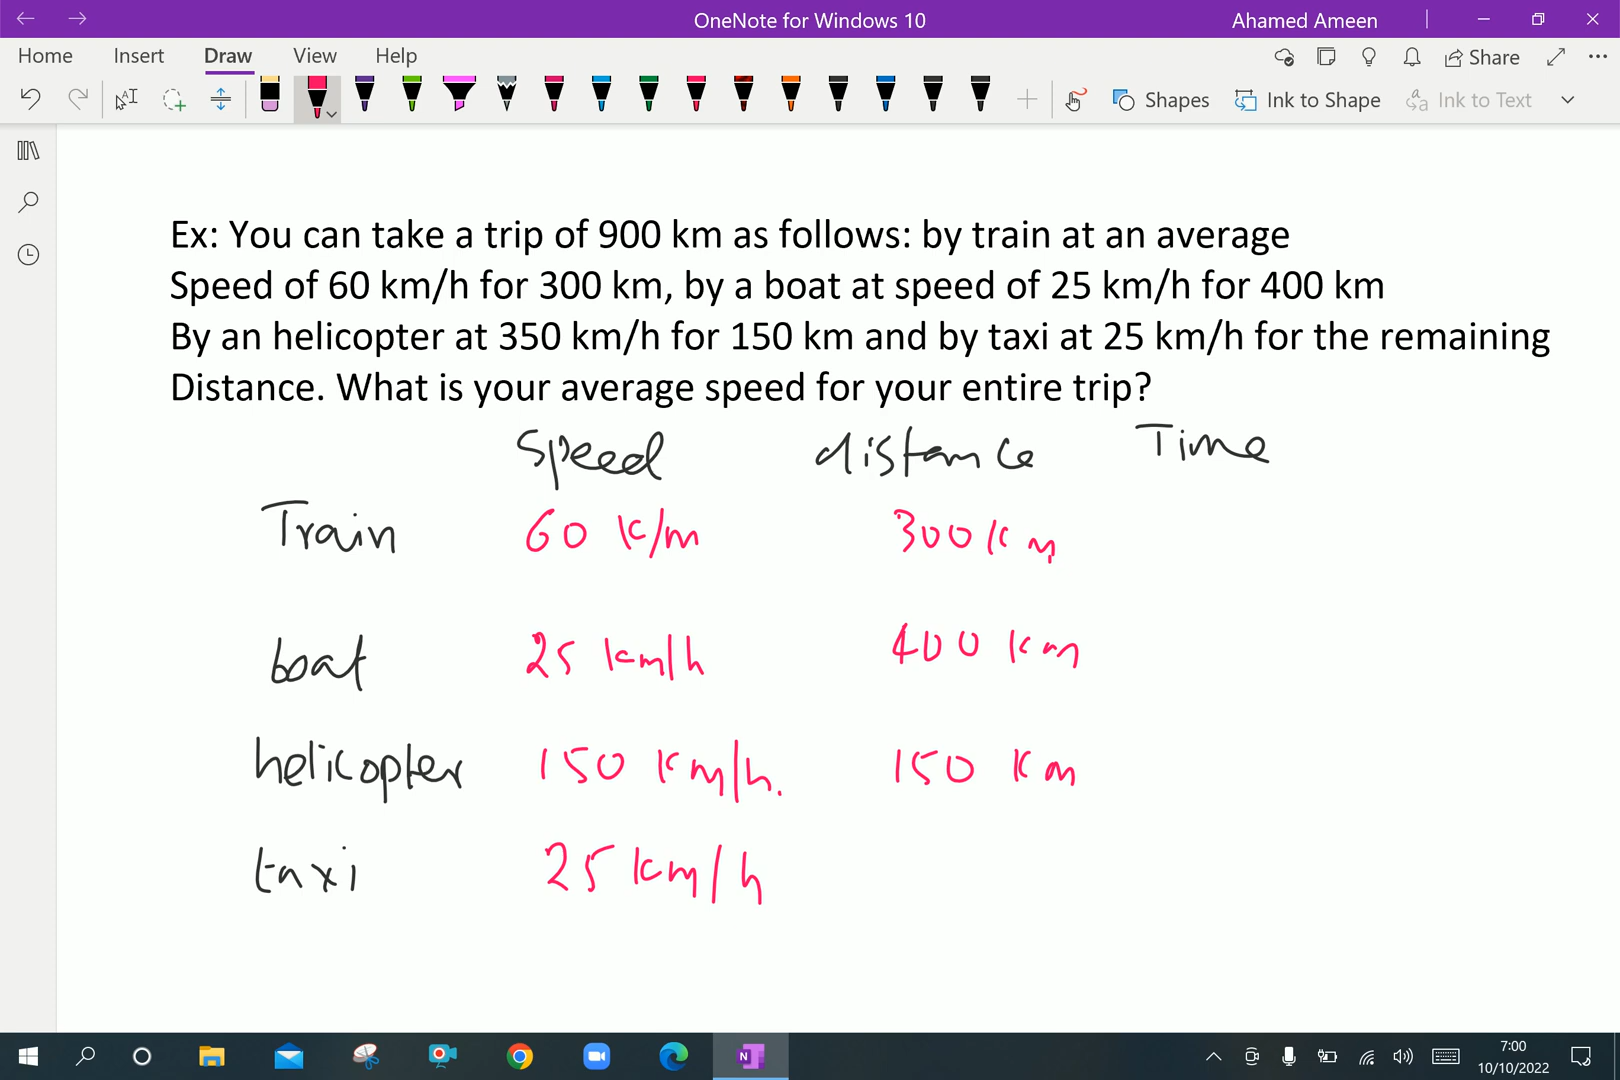 OneNote for Windows 10
Ahamed Ameen
Home Insert Draw View Help
Share
Shapes Ink to Shape Ink to Text
Ex: You can take a trip of 900 km as follows: by train at an average
Speed of 60 km/h for 300 km, by a boat at speed of 25 km/h for 400 km
By an helicopter at 350 km/h for 150 km and by taxi at 25 km/h for the remaining
Distance. What is your average speed for your entire trip?
Speed distance Time
Train 60 K/m 300 Km
boat 25 km/h 400 km
helicopter 150 Km/h. 150 Km
taxi 25 km/h
7:00
10/10/2022